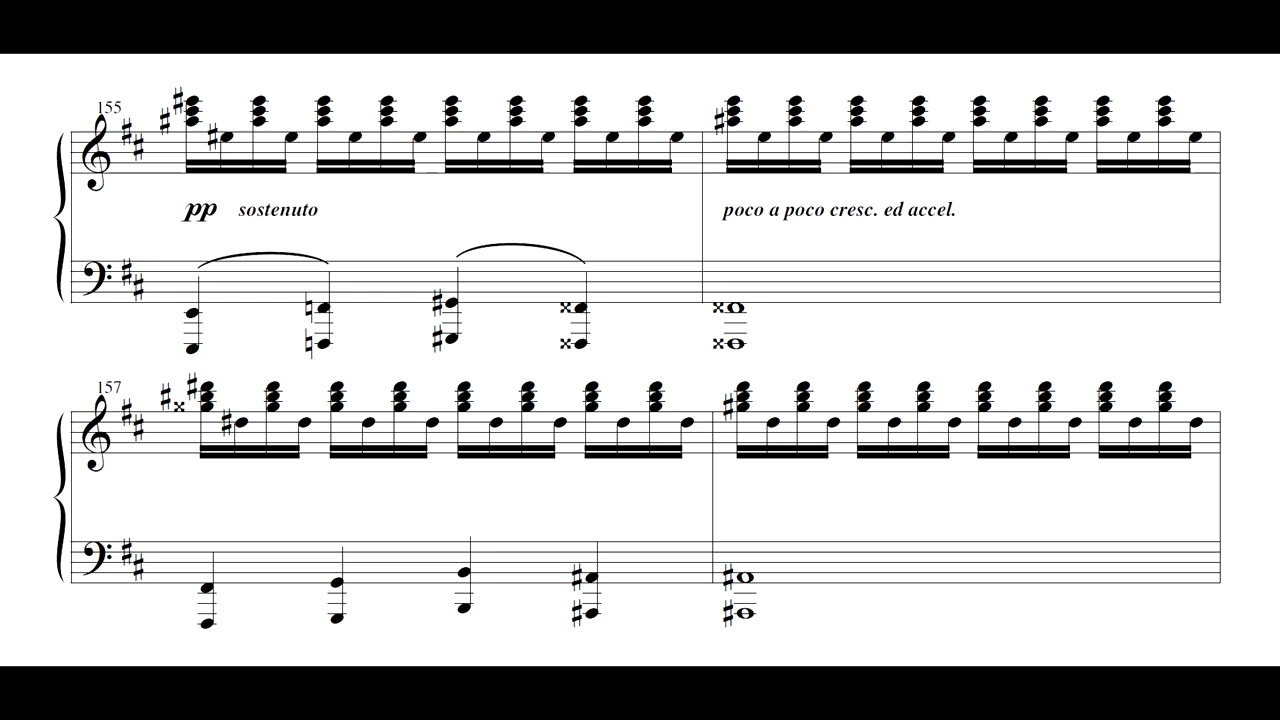 155
pp sostenuto
poco a poco cresc. ed accel.
157